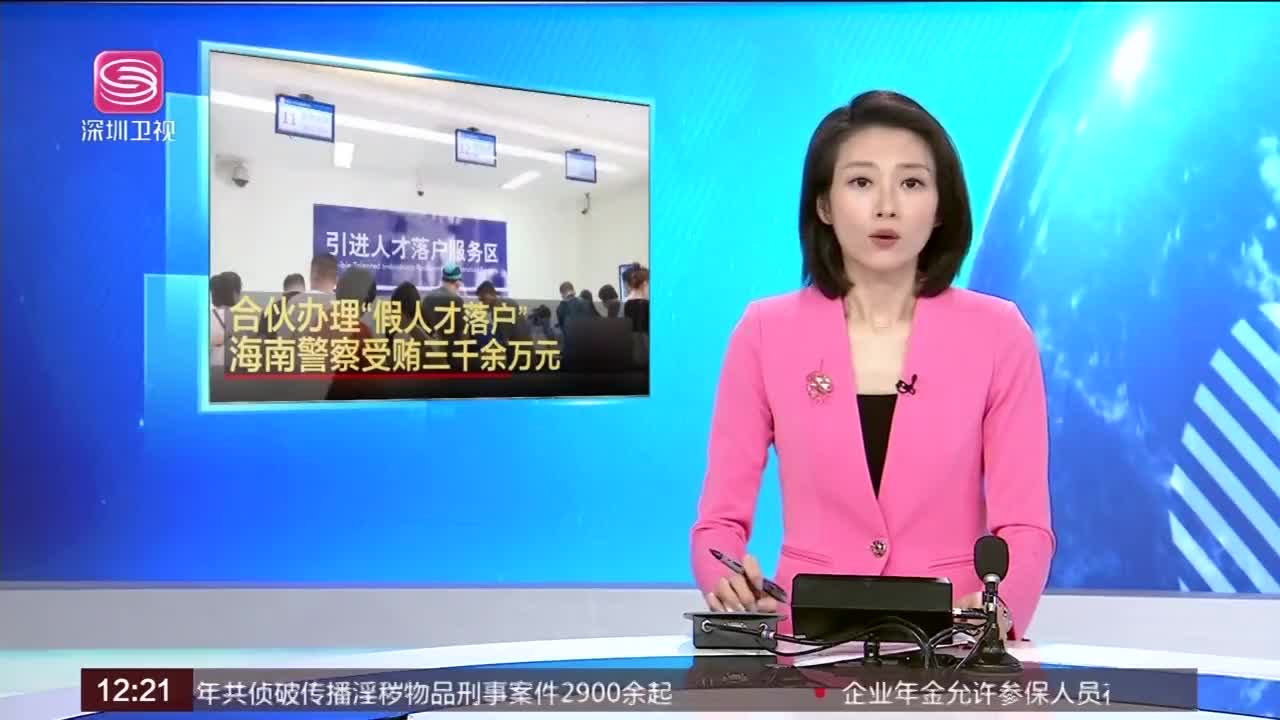 深圳卫视
11
12
引进人才落户服务区
合伙办理“假人才落户”
海南警察受贿三千余万元
12:21
年共侦破传播淫秽物品刑事案件2900余起
企业年金允许参保人员在